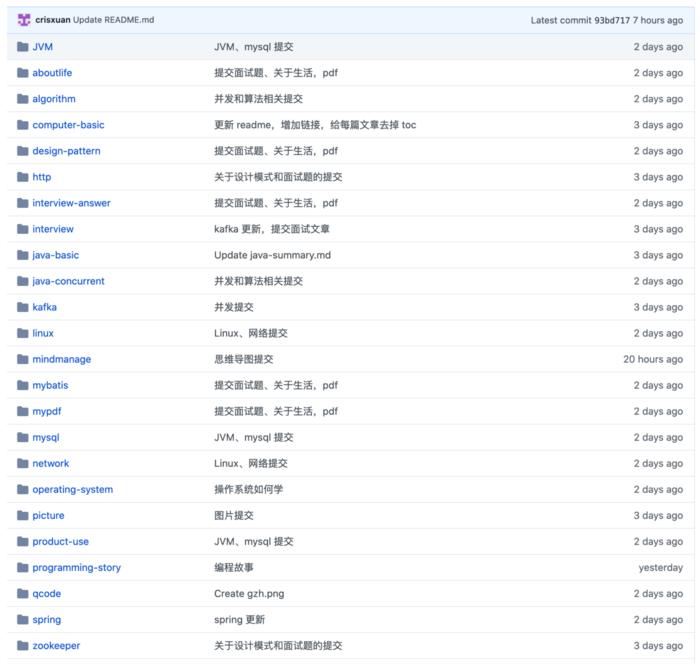 crisxuan Update README.md Latest commit 93bd717 7 hours ago
JVM JVM、mysql 提交 2 days ago
aboutlife 提交面试题、关于生活，pdf 2 days ago
algorithm 并发和算法相关提交 2 days ago
computer-basic 更新 readme，增加链接，给每篇文章去掉 toc 3 days ago
design-pattern 提交面试题、关于生活，pdf 2 days ago
http 关于设计模式和面试题的提交 3 days ago
interview-answer 提交面试题、关于生活，pdf 2 days ago
interview kafka 更新，提交面试文章 3 days ago
java-basic Update java-summary.md 3 days ago
java-concurrent 并发和算法相关提交 2 days ago
kafka 并发提交 3 days ago
linux Linux、网络提交 2 days ago
mindmanage 思维导图提交 20 hours ago
mybatis 提交面试题、关于生活，pdf 2 days ago
mypdf 提交面试题、关于生活，pdf 2 days ago
mysql JVM、mysql 提交 2 days ago
network Linux、网络提交 2 days ago
operating-system 操作系统如何学 2 days ago
picture 图片提交 3 days ago
product-use JVM、mysql 提交 2 days ago
programming-story 编程故事 yesterday
qcode Create gzh.png 2 days ago
spring spring 更新 2 days ago
zookeeper 关于设计模式和面试题的提交 3 days ago